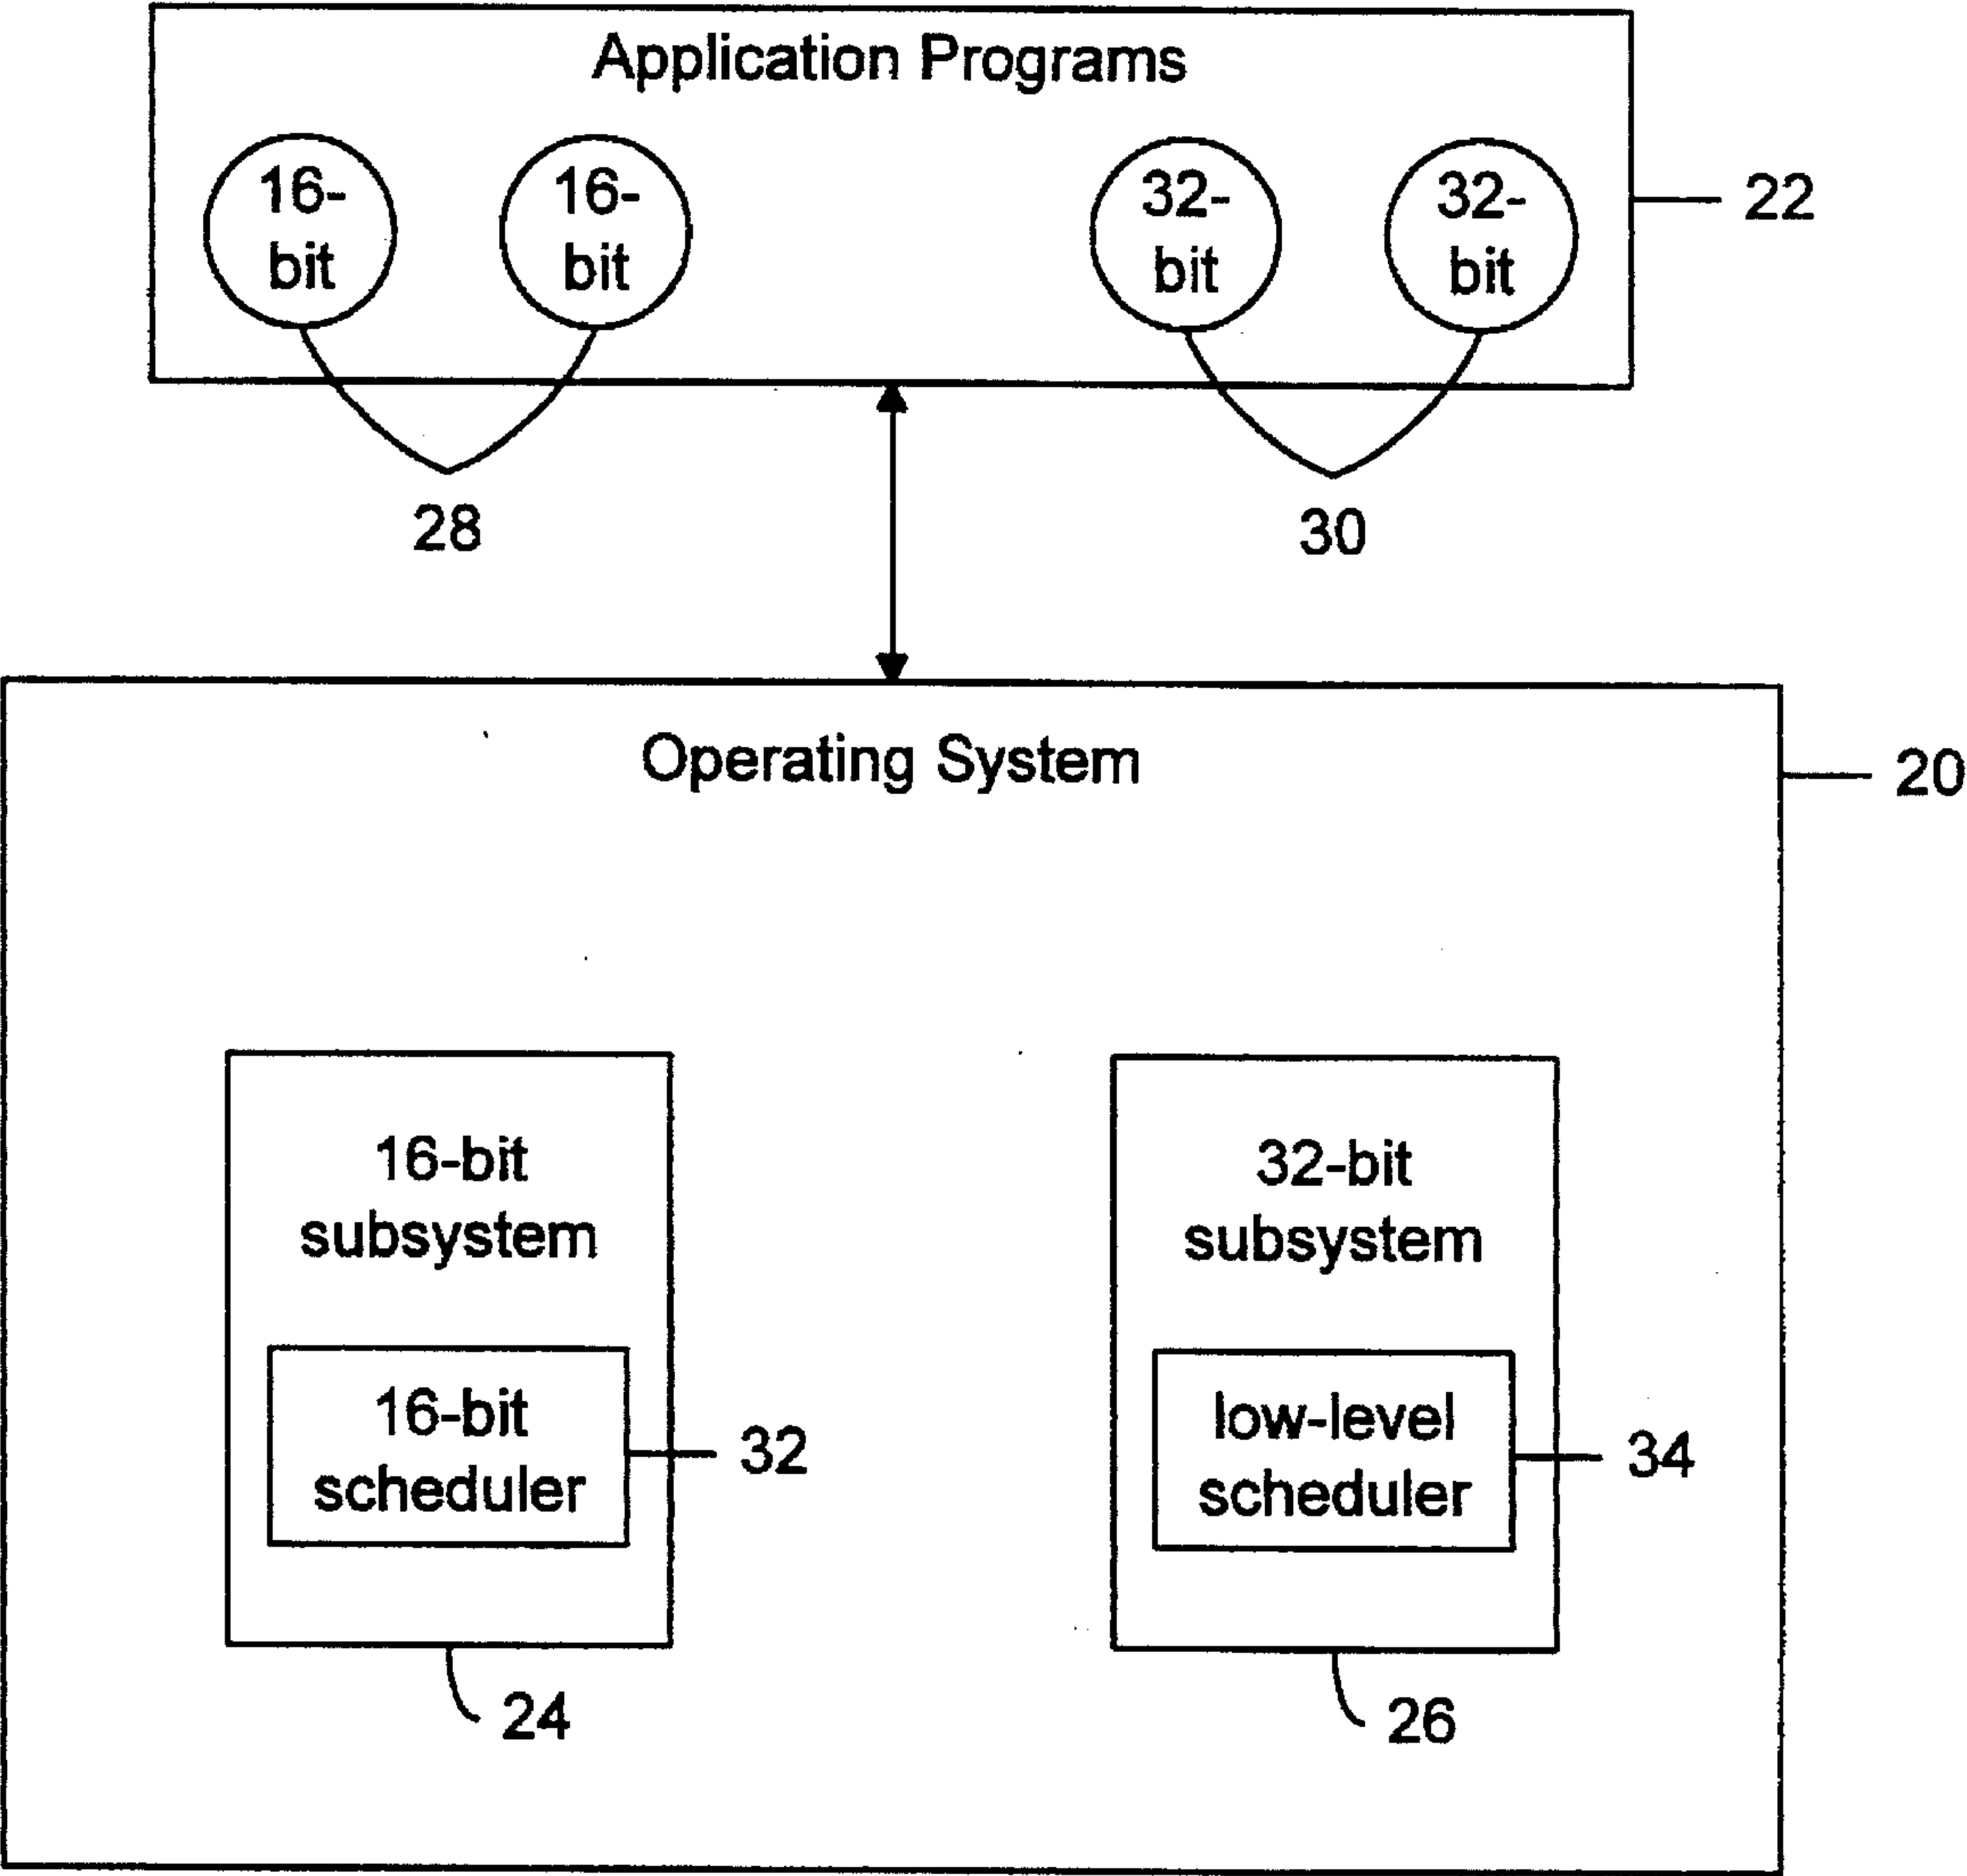 Application Programs
16-
bit
16-
bit
32-
bit
32-
bit
22
28
30
Operating System
20
16-bit
subsystem
16-bit
scheduler
32
24
32-bit
subsystem
low-level
scheduler
34
26